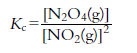 Kc = [N₂O₄(g)] / [NO₂(g)]²